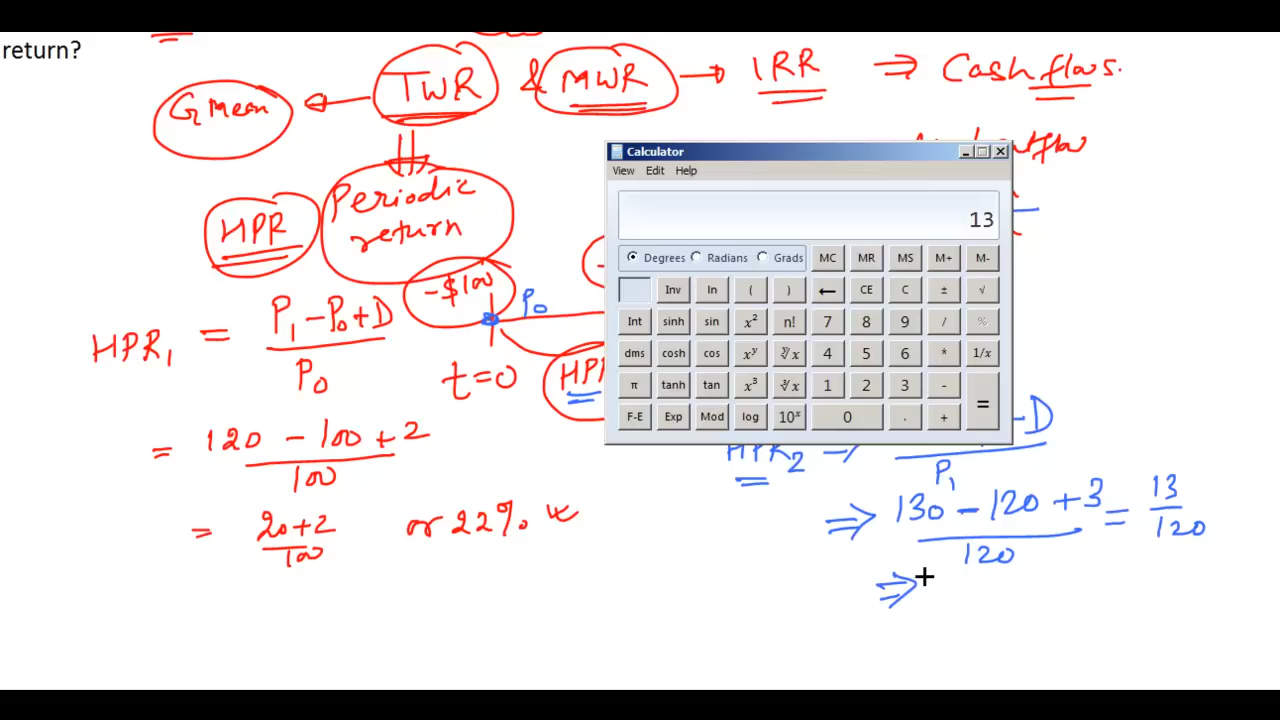 return?
TWR & MWR → IRR ⇒ Cash flows.
G Mean ←
HPR Periodic
return
-$100
P0
HPR1 = P1 - P0 + D
P0
t=0
HPR
Calculator
View Edit Help
13
Degrees Radians Grads MC MR MS M+ M-
Inv ln ( ) ← CE C ± √
Int sinh sin x² n! 7 8 9 / %
dms cosh cos xʸ ʸ√x 4 5 6 * 1/x
π tanh tan x³ ³√x 1 2 3 - =
F-E Exp Mod log 10ˣ 0 . +
= 120 - 100 + 2
100
= 20+2 or 22%
100
- D
HPR2 →
P1
⇒ 130 - 120 + 3 = 13
120 120
⇒